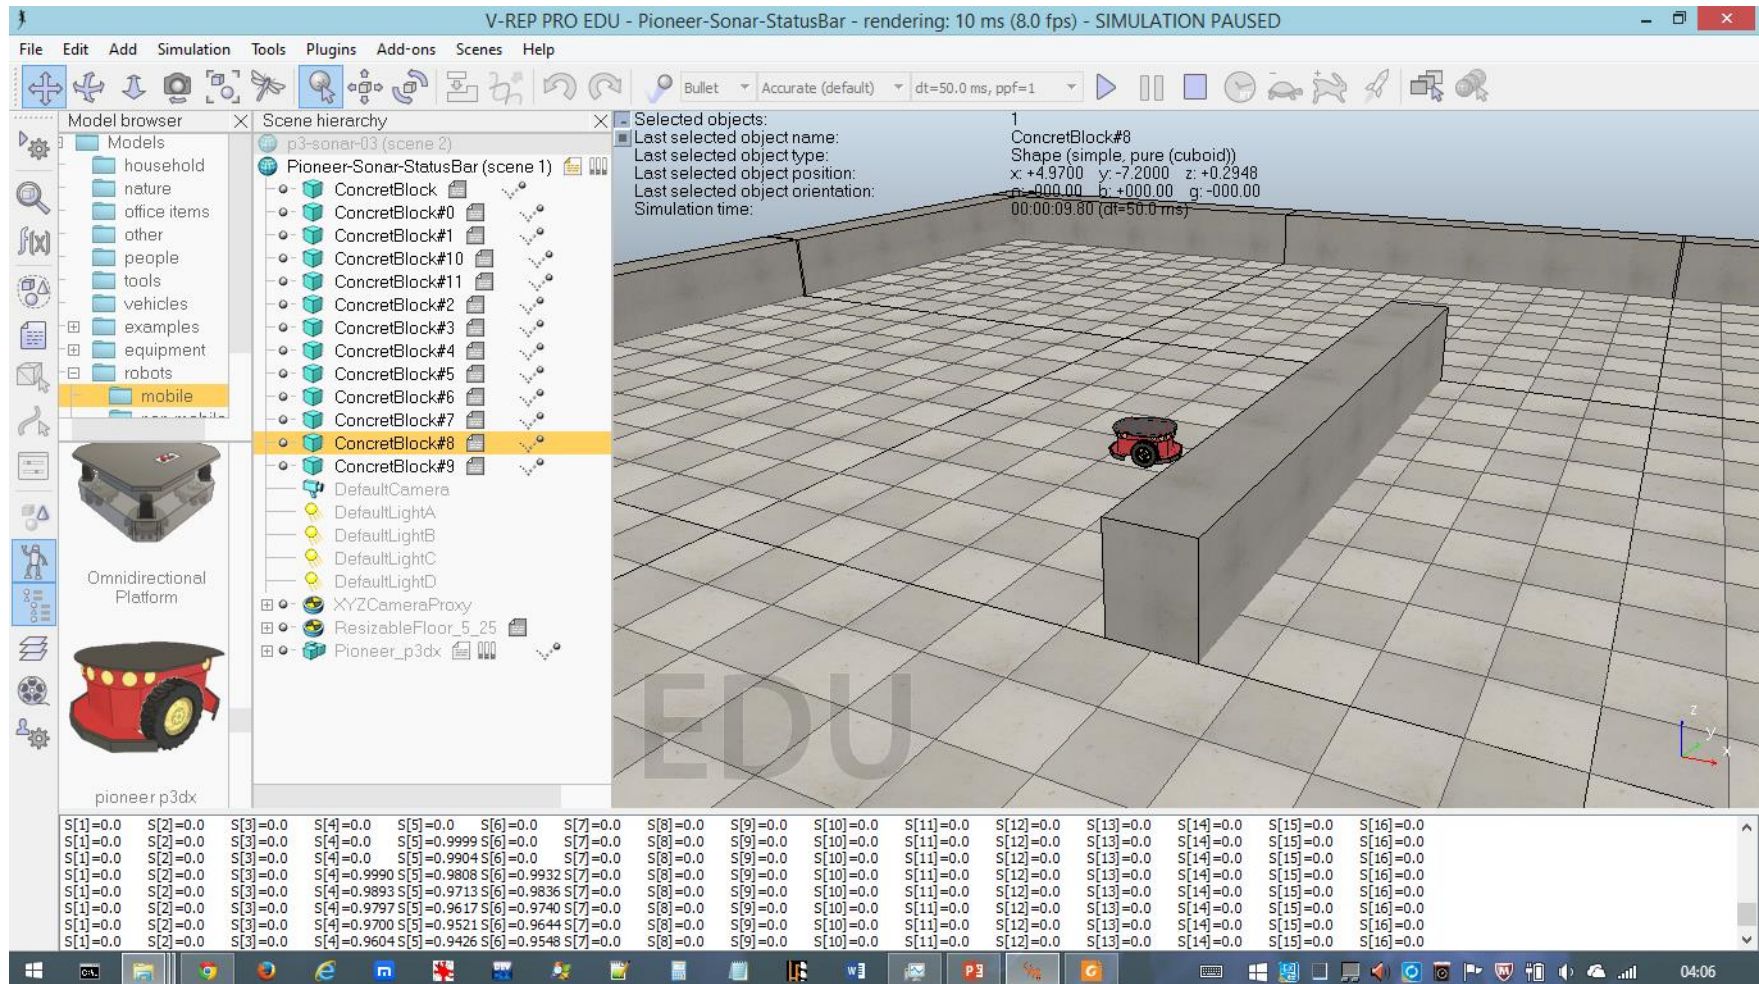 V-REP PRO EDU - Pioneer-Sonar-StatusBar - rendering: 10 ms (8.0 fps) - SIMULATION PAUSED
File Edit Add Simulation Tools Plugins Add-ons Scenes Help
Bullet Accurate (default) dt=50.0 ms, ppf=1
Model browser
Models
household
nature
office items
other
people
tools
vehicles
examples
equipment
robots
mobile
non-mobile
Omnidirectional
Platform
pioneer p3dx
Scene hierarchy
p3-sonar-03 (scene 2)
Pioneer-Sonar-StatusBar (scene 1)
ConcretBlock
ConcretBlock#0
ConcretBlock#1
ConcretBlock#10
ConcretBlock#11
ConcretBlock#2
ConcretBlock#3
ConcretBlock#4
ConcretBlock#5
ConcretBlock#6
ConcretBlock#7
ConcretBlock#8
ConcretBlock#9
DefaultCamera
DefaultLightA
DefaultLightB
DefaultLightC
DefaultLightD
XYZCameraProxy
ResizableFloor_5_25
Pioneer_p3dx
Selected objects: 1
Last selected object name: ConcretBlock#8
Last selected object type: Shape (simple, pure (cuboid))
Last selected object position: x: +4.9700 y: -7.2000 z: +0.2948
Last selected object orientation: a: -000.00 b: +000.00 g: -000.00
Simulation time: 00:00:09.80 (dt=50.0 ms)
EDU
z
y
x
S[1]=0.0 S[2]=0.0 S[3]=0.0 S[4]=0.0 S[5]=0.0 S[6]=0.0 S[7]=0.0 S[8]=0.0 S[9]=0.0 S[10]=0.0 S[11]=0.0 S[12]=0.0 S[13]=0.0 S[14]=0.0 S[15]=0.0 S[16]=0.0
S[1]=0.0 S[2]=0.0 S[3]=0.0 S[4]=0.0 S[5]=0.9999 S[6]=0.0 S[7]=0.0 S[8]=0.0 S[9]=0.0 S[10]=0.0 S[11]=0.0 S[12]=0.0 S[13]=0.0 S[14]=0.0 S[15]=0.0 S[16]=0.0
S[1]=0.0 S[2]=0.0 S[3]=0.0 S[4]=0.0 S[5]=0.9904 S[6]=0.0 S[7]=0.0 S[8]=0.0 S[9]=0.0 S[10]=0.0 S[11]=0.0 S[12]=0.0 S[13]=0.0 S[14]=0.0 S[15]=0.0 S[16]=0.0
S[1]=0.0 S[2]=0.0 S[3]=0.0 S[4]=0.9990 S[5]=0.9808 S[6]=0.9932 S[7]=0.0 S[8]=0.0 S[9]=0.0 S[10]=0.0 S[11]=0.0 S[12]=0.0 S[13]=0.0 S[14]=0.0 S[15]=0.0 S[16]=0.0
S[1]=0.0 S[2]=0.0 S[3]=0.0 S[4]=0.9893 S[5]=0.9713 S[6]=0.9836 S[7]=0.0 S[8]=0.0 S[9]=0.0 S[10]=0.0 S[11]=0.0 S[12]=0.0 S[13]=0.0 S[14]=0.0 S[15]=0.0 S[16]=0.0
S[1]=0.0 S[2]=0.0 S[3]=0.0 S[4]=0.9797 S[5]=0.9617 S[6]=0.9740 S[7]=0.0 S[8]=0.0 S[9]=0.0 S[10]=0.0 S[11]=0.0 S[12]=0.0 S[13]=0.0 S[14]=0.0 S[15]=0.0 S[16]=0.0
S[1]=0.0 S[2]=0.0 S[3]=0.0 S[4]=0.9700 S[5]=0.9521 S[6]=0.9644 S[7]=0.0 S[8]=0.0 S[9]=0.0 S[10]=0.0 S[11]=0.0 S[12]=0.0 S[13]=0.0 S[14]=0.0 S[15]=0.0 S[16]=0.0
S[1]=0.0 S[2]=0.0 S[3]=0.0 S[4]=0.9604 S[5]=0.9426 S[6]=0.9548 S[7]=0.0 S[8]=0.0 S[9]=0.0 S[10]=0.0 S[11]=0.0 S[12]=0.0 S[13]=0.0 S[14]=0.0 S[15]=0.0 S[16]=0.0
04:06